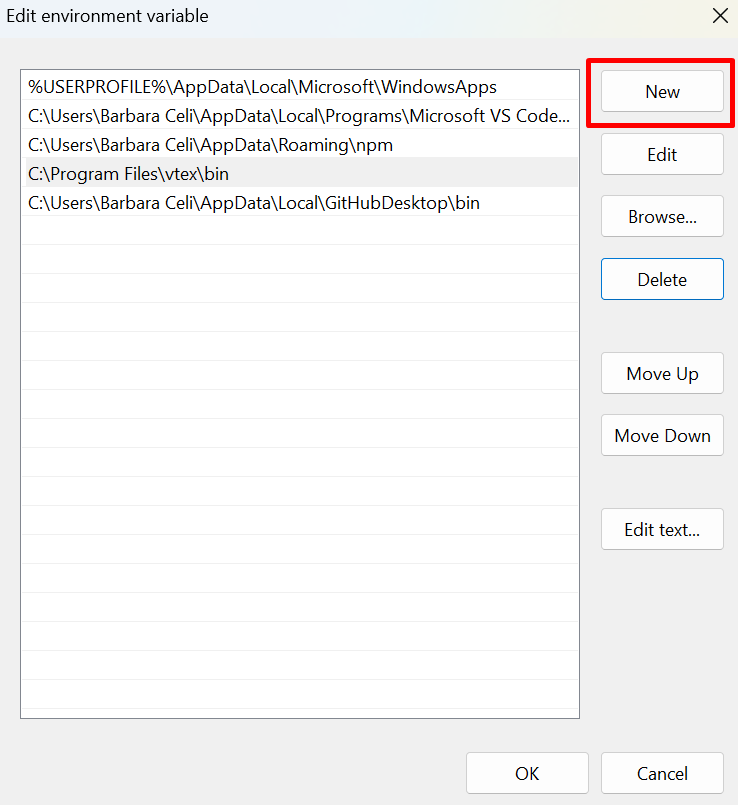 Edit environment variable
%USERPROFILE%\AppData\Local\Microsoft\WindowsApps
C:\Users\Barbara Celi\AppData\Local\Programs\Microsoft VS Code...
C:\Users\Barbara Celi\AppData\Roaming\npm
C:\Program Files\vtex\bin
C:\Users\Barbara Celi\AppData\Local\GitHubDesktop\bin
New
Edit
Browse...
Delete
Move Up
Move Down
Edit text...
OK
Cancel